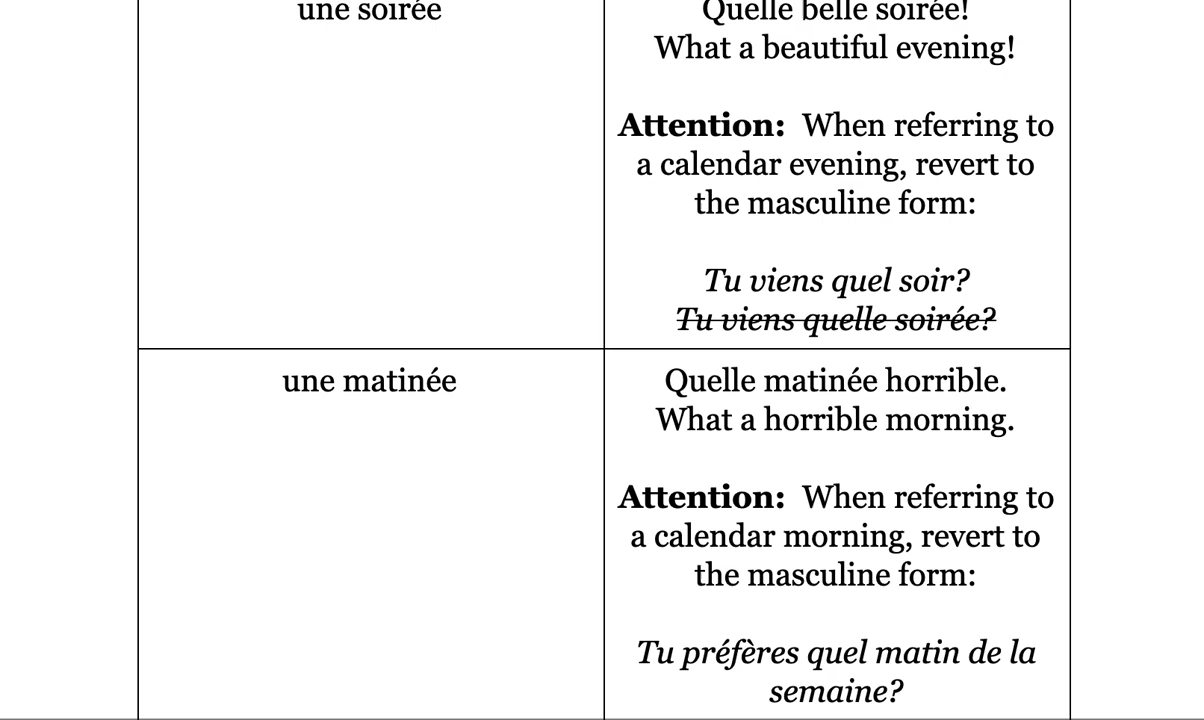 une soirée
Quelle belle soirée!
What a beautiful evening!
Attention: When referring to
a calendar evening, revert to
the masculine form:
Tu viens quel soir?
Tu viens quelle soirée?
une matinée
Quelle matinée horrible.
What a horrible morning.
Attention: When referring to
a calendar morning, revert to
the masculine form:
Tu préfères quel matin de la
semaine?